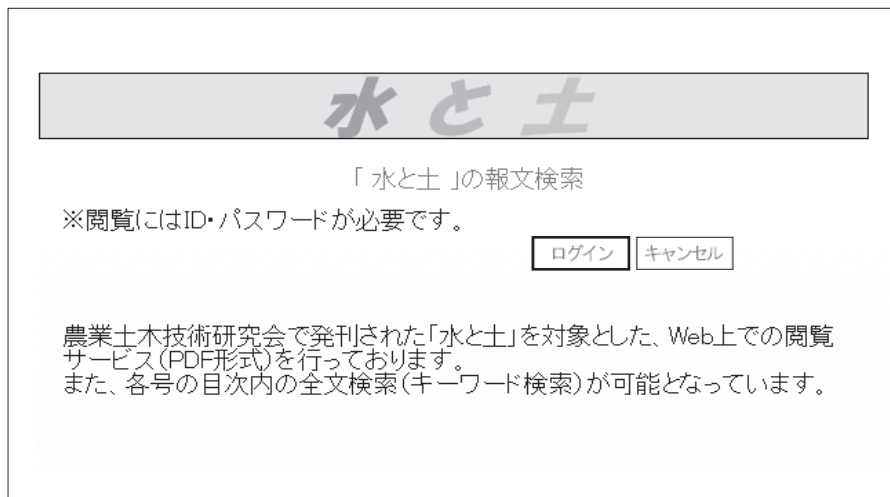 水と土
「 水と土 」の報文検索
※閲覧にはID・パスワードが必要です。
ログイン キャンセル
農業土木技術研究会で発刊された「水と土」を対象とした、Web上での閲覧
サービス(PDF形式)を行っております。
また、各号の目次内の全文検索(キーワード検索)が可能となっています。